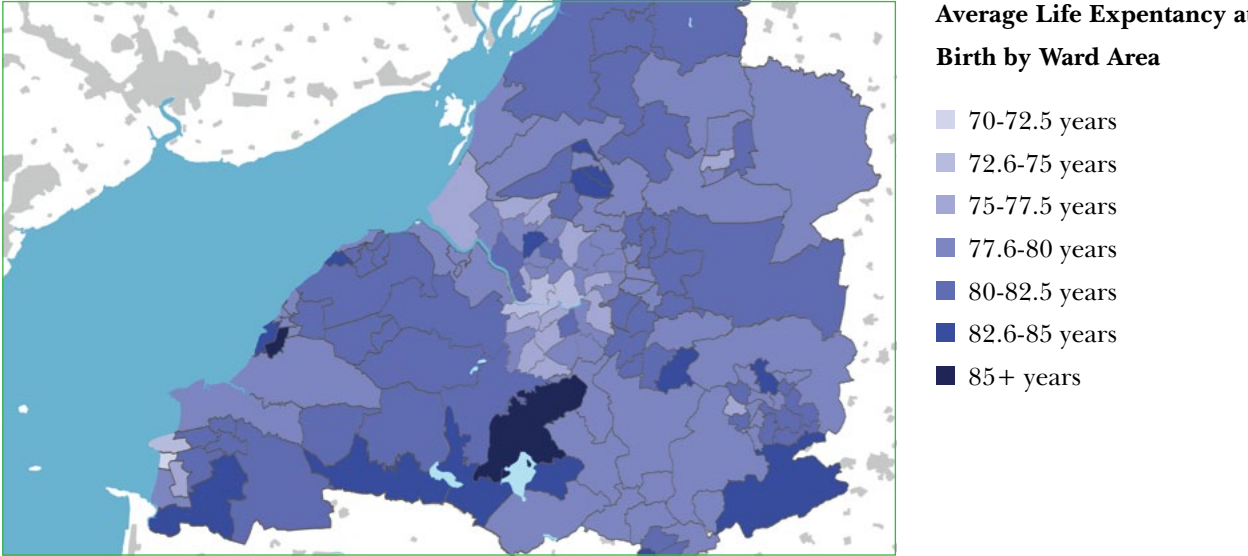 Average Life Expentancy at
Birth by Ward Area
70-72.5 years
72.6-75 years
75-77.5 years
77.6-80 years
80-82.5 years
82.6-85 years
85+ years